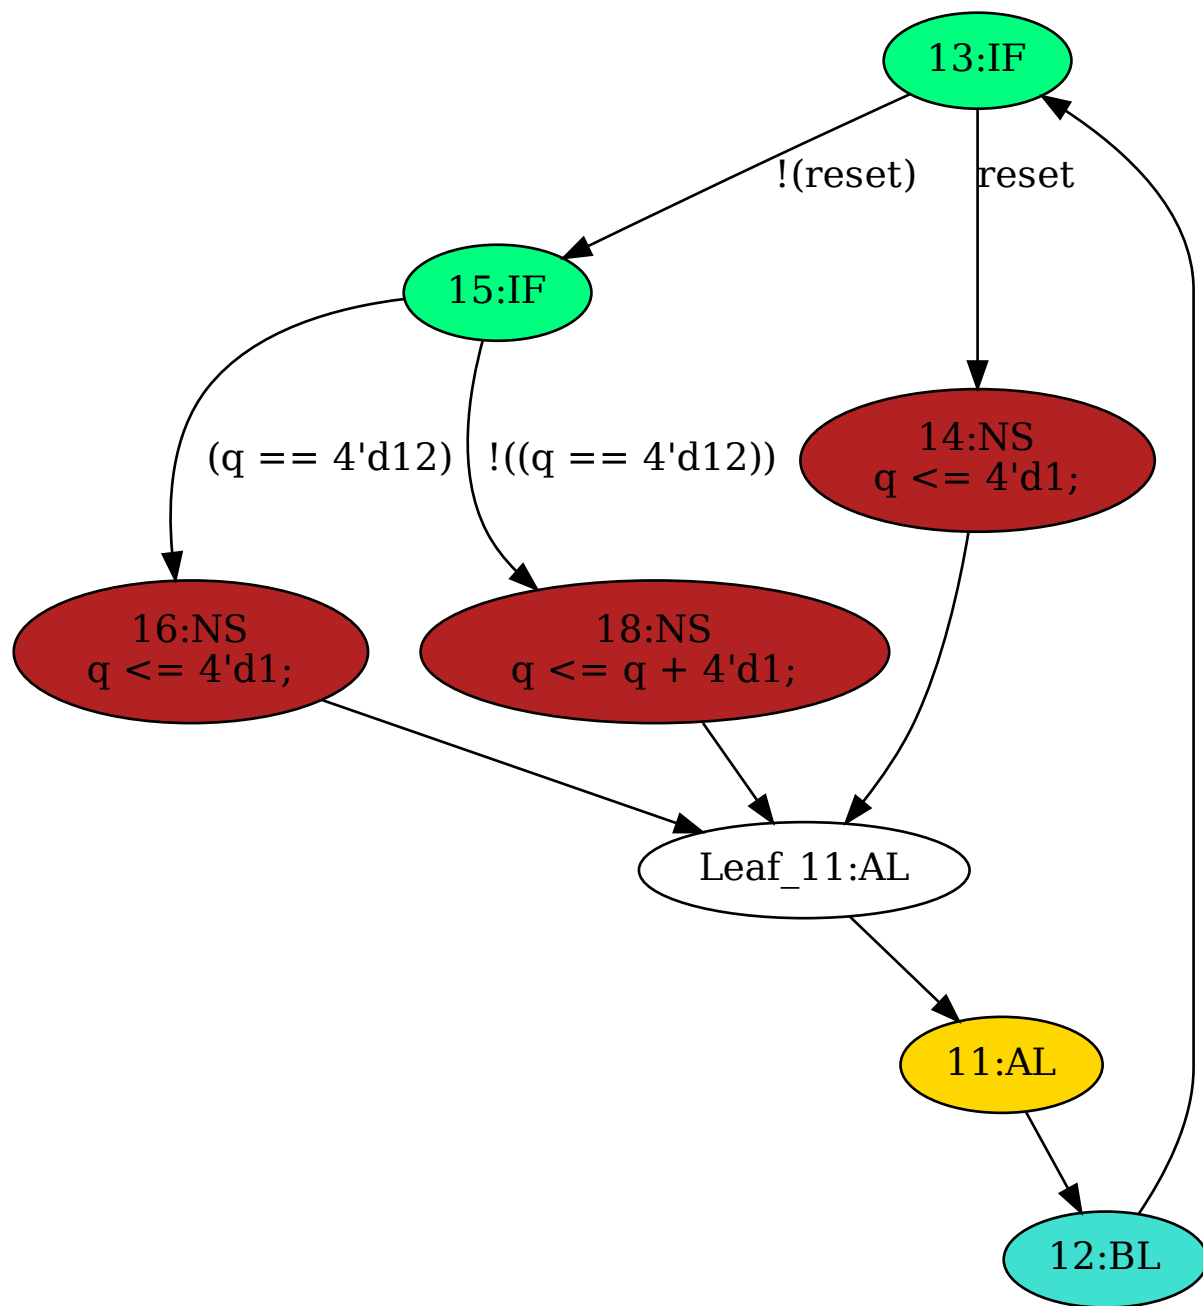 13:IF
!(reset)
reset
15:IF
14:NS
q <= 4'd1;
(q == 4'd12)
!((q == 4'd12))
16:NS
q <= 4'd1;
18:NS
q <= q + 4'd1;
Leaf_11:AL
11:AL
12:BL